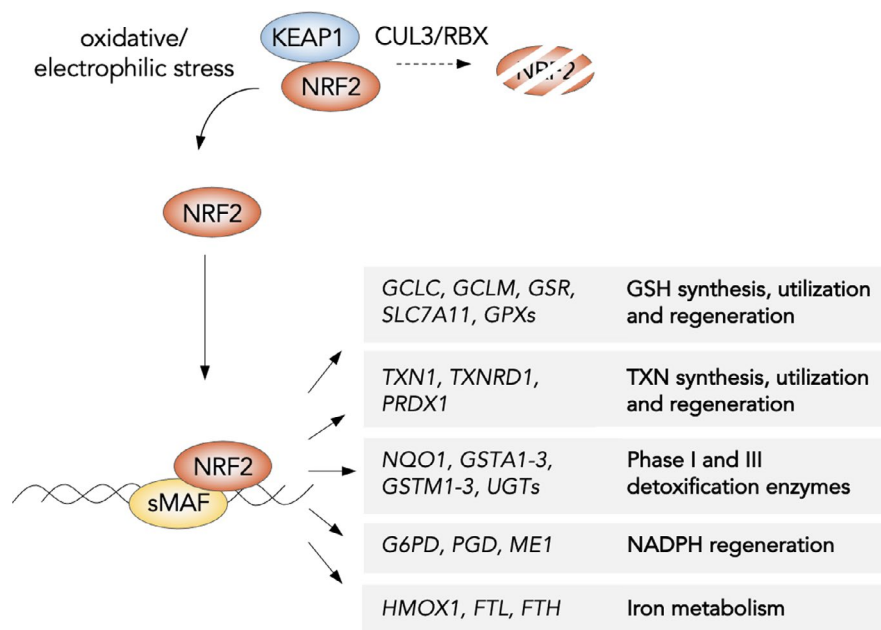 oxidative/
electrophilic stress
KEAP1
NRF2
CUL3/RBX
NRF2
NRF2
NRF2
sMAF
GCLC, GCLM, GSR,
SLC7A11, GPXs
GSH synthesis, utilization
and regeneration
TXN1, TXNRD1,
PRDX1
TXN synthesis, utilization
and regeneration
NQO1, GSTA1-3,
GSTM1-3, UGTs
Phase I and III
detoxification enzymes
G6PD, PGD, ME1
NADPH regeneration
HMOX1, FTL, FTH
Iron metabolism